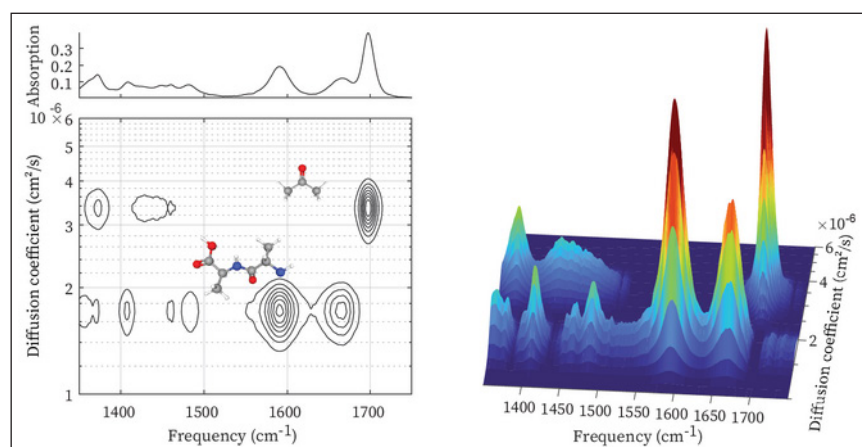 Absorption
0.3
0.2
0.1
10⁻⁶
× 6
5
4
3
2
1
Diffusion coefficient (cm²/s)
1400 1500 1600 1700
Frequency (cm⁻¹)
×10⁻⁶
6
4
2
Diffusion coefficient (cm²/s)
1400 1450 1500 1550 1600 1650 1700
Frequency (cm⁻¹)